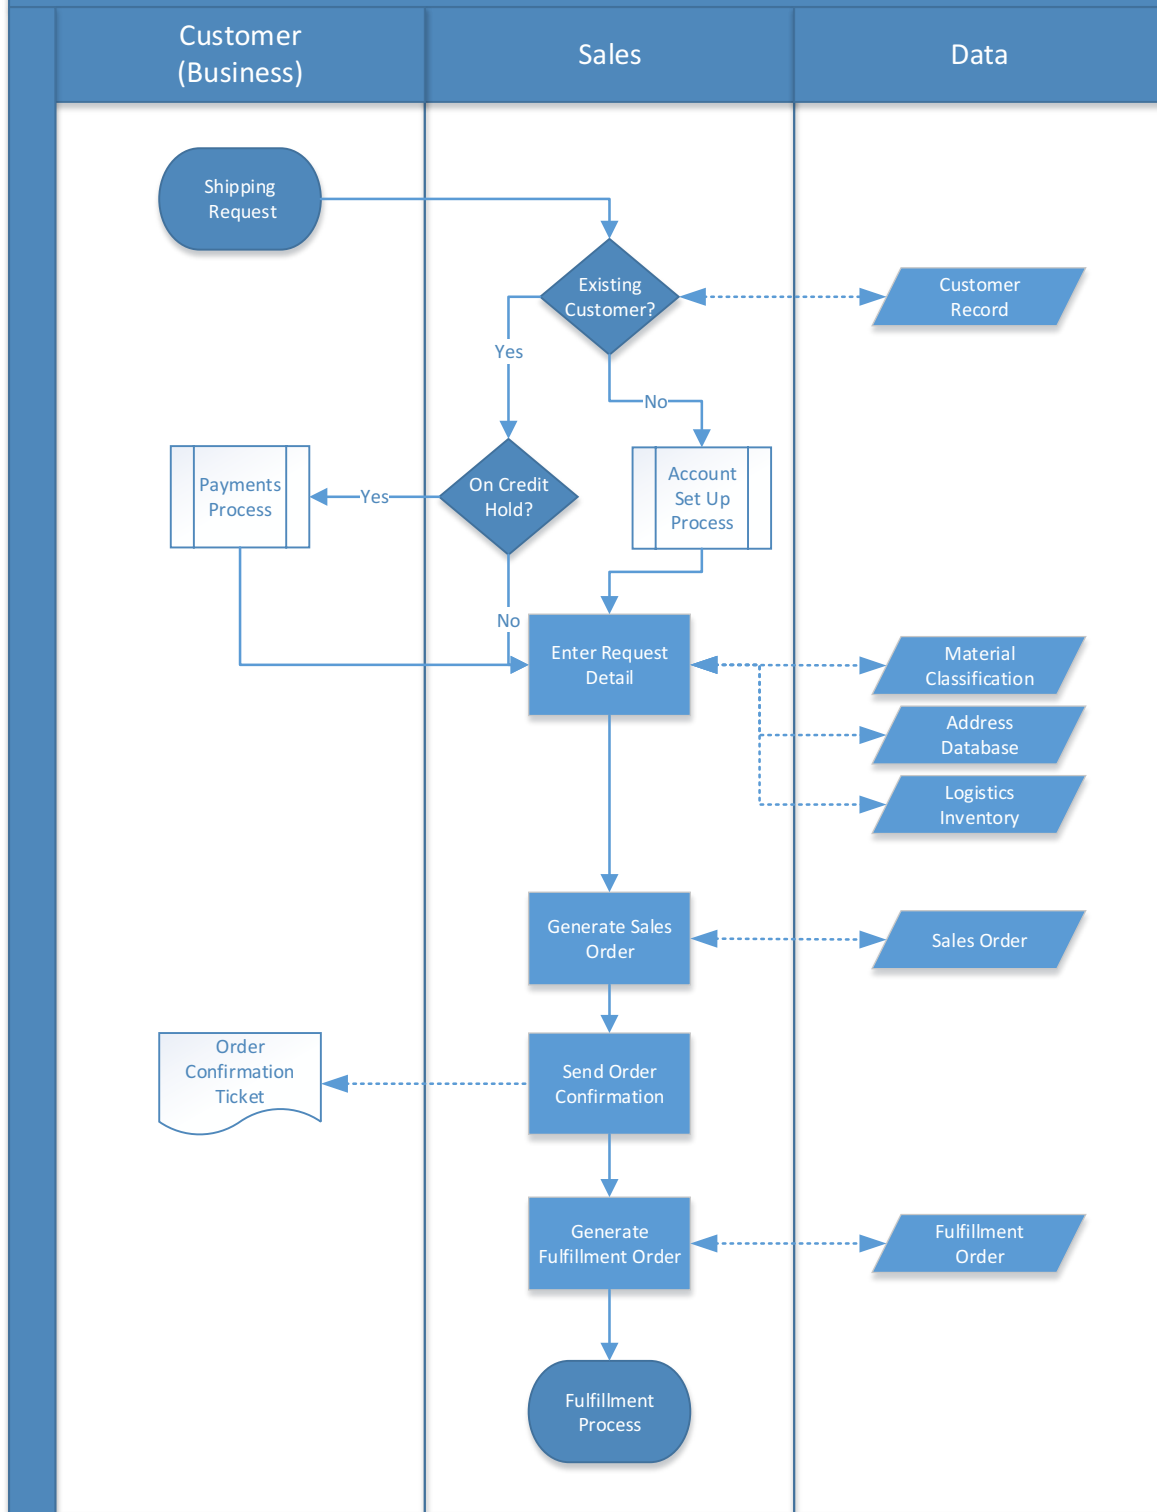 Customer
(Business)
Sales
Data
Shipping
Request
Existing
Customer?
Customer
Record
Yes
No
Payments
Process
Yes
On Credit
Hold?
Account
Set Up
Process
No
Enter Request
Detail
Material
Classification
Address
Database
Logistics
Inventory
Generate Sales
Order
Sales Order
Order
Confirmation
Ticket
Send Order
Confirmation
Generate
Fulfillment Order
Fulfillment
Order
Fulfillment
Process